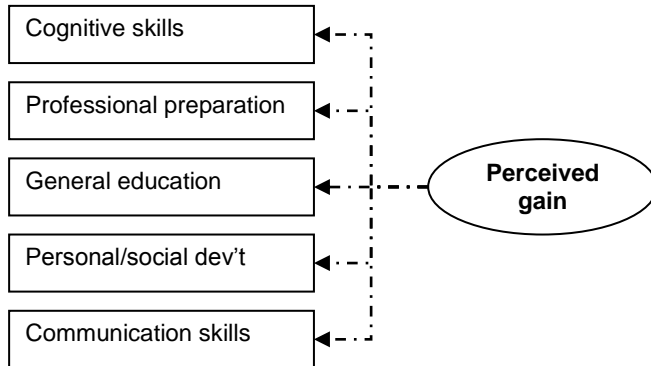 Cognitive skills
Professional preparation
General education
Personal/social dev't
Communication skills
Perceived
gain